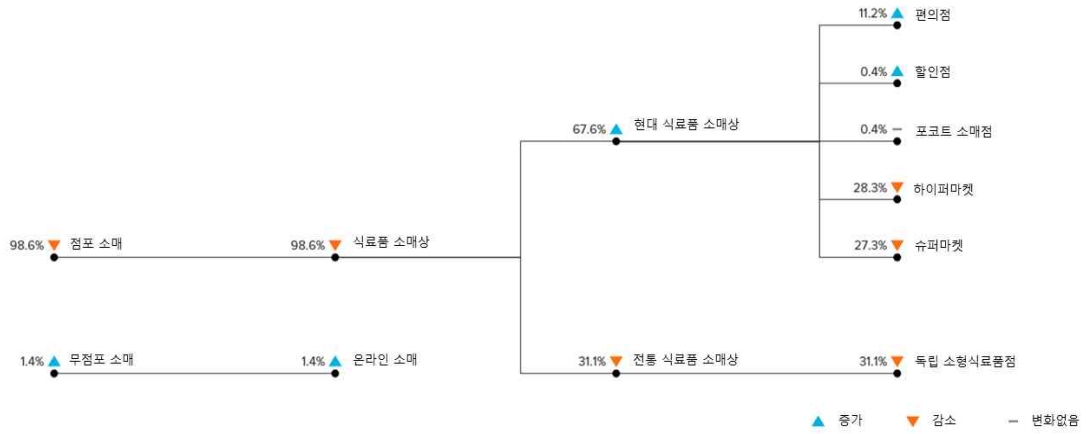 11.2% 편의점
0.4% 할인점
67.6% 현대 식료품 소매상
0.4% 포코트 소매점
28.3% 하이퍼마켓
98.6% 점포 소매
98.6% 식료품 소매상
27.3% 슈퍼마켓
1.4% 무점포 소매
1.4% 온라인 소매
31.1% 전통 식료품 소매상
31.1% 독립 소형식료품점
증가 감소 변화없음